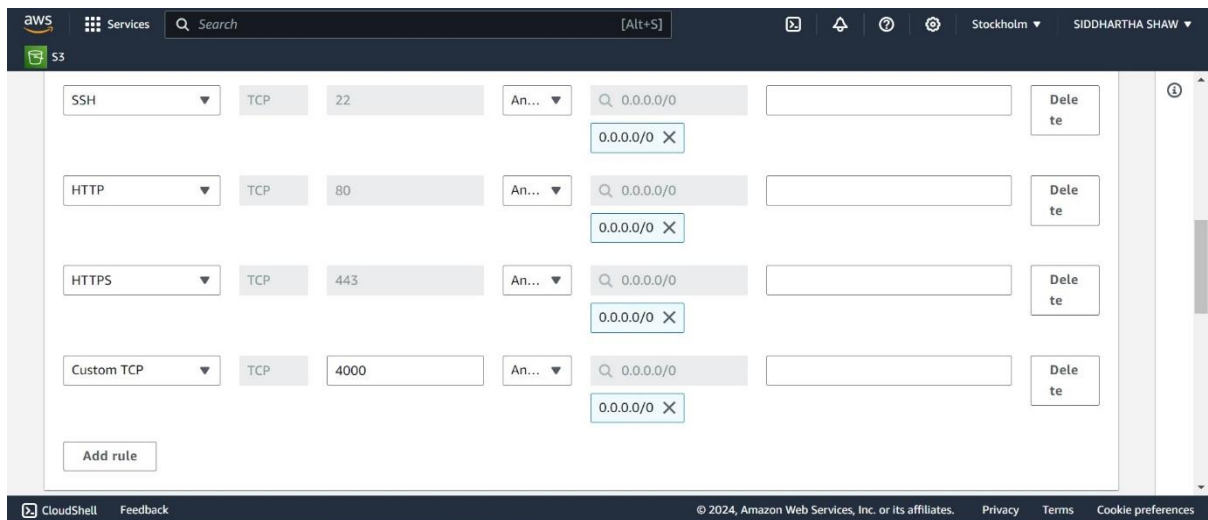 aws Services Search [Alt+S] Stockholm SIDDHARTHA SHAW
S3
SSH TCP 22 An... 0.0.0.0/0 Dele
te
0.0.0.0/0
HTTP TCP 80 An... 0.0.0.0/0 Dele
te
0.0.0.0/0
HTTPS TCP 443 An... 0.0.0.0/0 Dele
te
0.0.0.0/0
Custom TCP TCP 4000 An... 0.0.0.0/0 Dele
te
0.0.0.0/0
Add rule
CloudShell Feedback © 2024, Amazon Web Services, Inc. or its affiliates. Privacy Terms Cookie preferences